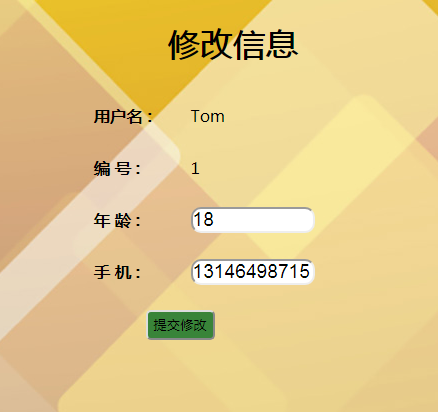 修改信息
用户名： Tom
编 号： 1
年 龄： 18
手 机： 13146498715
提交修改